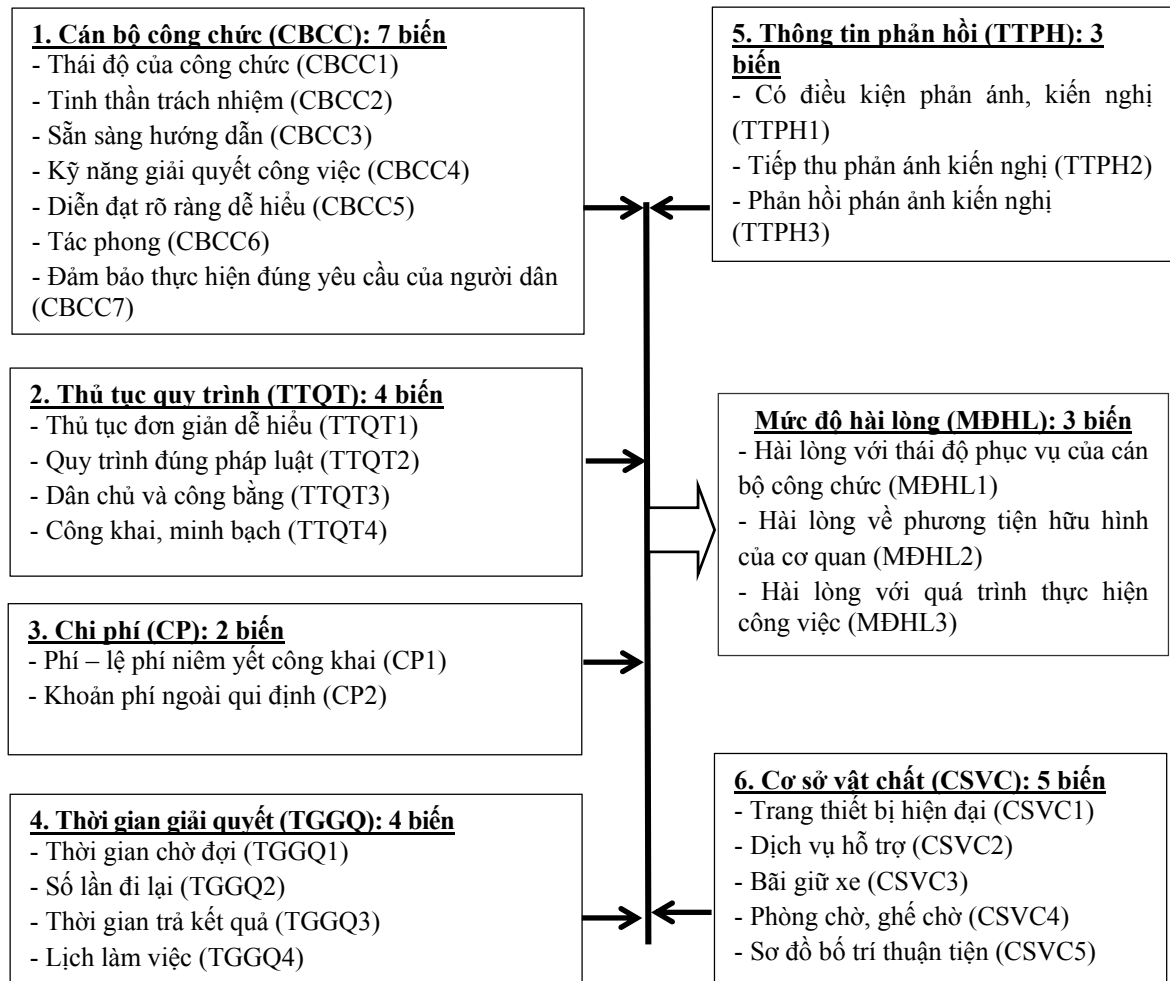 1. Cán bộ công chức (CBCC): 7 biến
- Thái độ của công chức (CBCC1)
- Tinh thần trách nhiệm (CBCC2)
- Sẵn sàng hướng dẫn (CBCC3)
- Kỹ năng giải quyết công việc (CBCC4)
- Diễn đạt rõ ràng dễ hiểu (CBCC5)
- Tác phong (CBCC6)
- Đảm bảo thực hiện đúng yêu cầu của người dân
(CBCC7)
2. Thủ tục quy trình (TTQT): 4 biến
- Thủ tục đơn giản dễ hiểu (TTQT1)
- Quy trình đúng pháp luật (TTQT2)
- Dân chủ và công bằng (TTQT3)
- Công khai, minh bạch (TTQT4)
3. Chi phí (CP): 2 biến
- Phí – lệ phí niêm yết công khai (CP1)
- Khoản phí ngoài qui định (CP2)
4. Thời gian giải quyết (TGGQ): 4 biến
- Thời gian chờ đợi (TGGQ1)
- Số lần đi lại (TGGQ2)
- Thời gian trả kết quả (TGGQ3)
- Lịch làm việc (TGGQ4)
5. Thông tin phản hồi (TTPH): 3
biến
- Có điều kiện phản ánh, kiến nghị
(TTPH1)
- Tiếp thu phản ánh kiến nghị (TTPH2)
- Phản hồi phán ảnh kiến nghị
(TTPH3)
Mức độ hài lòng (MĐHL): 3 biến
- Hài lòng với thái độ phục vụ của cán
bộ công chức (MĐHL1)
- Hài lòng về phương tiện hữu hình
của cơ quan (MĐHL2)
- Hài lòng với quá trình thực hiện
công việc (MĐHL3)
6. Cơ sở vật chất (CSVC): 5 biến
- Trang thiết bị hiện đại (CSVC1)
- Dịch vụ hỗ trợ (CSVC2)
- Bãi giữ xe (CSVC3)
- Phòng chờ, ghế chờ (CSVC4)
- Sơ đồ bố trí thuận tiện (CSVC5)